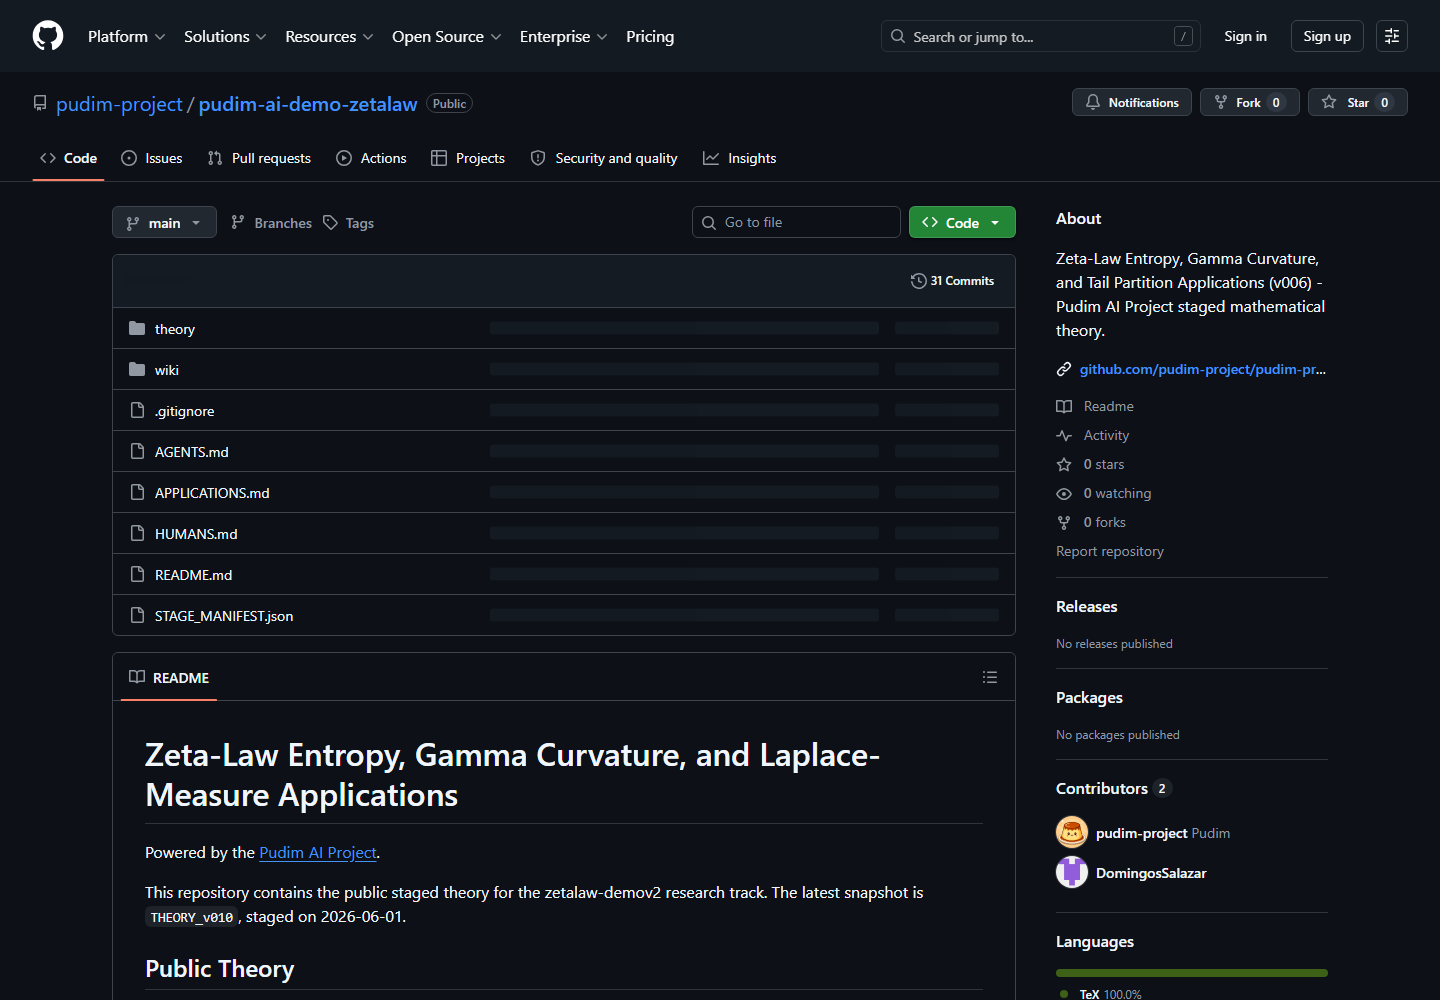 Platform
Solutions
Resources
Open Source
Enterprise
Pricing
Search or jump to...
/
Sign in
Sign up
pudim-project / pudim-ai-demo-zetalaw
Public
Notifications
Fork 0
Star 0
Code
Issues
Pull requests
Actions
Projects
Security and quality
Insights
main
Branches
Tags
Go to file
Code
31 Commits
theory
wiki
.gitignore
AGENTS.md
APPLICATIONS.md
HUMANS.md
README.md
STAGE_MANIFEST.json
README
Zeta-Law Entropy, Gamma Curvature, and Laplace-
Measure Applications
Powered by the Pudim AI Project.
This repository contains the public staged theory for the zetalaw-demov2 research track. The latest snapshot is
THEORY_v010, staged on 2026-06-01.
Public Theory
About
Zeta-Law Entropy, Gamma Curvature,
and Tail Partition Applications (v006) -
Pudim AI Project staged mathematical
theory.
github.com/pudim-project/pudim-pr...
Readme
Activity
0 stars
0 watching
0 forks
Report repository
Releases
No releases published
Packages
No packages published
Contributors 2
pudim-project Pudim
DomingosSalazar
Languages
TeX 100.0%